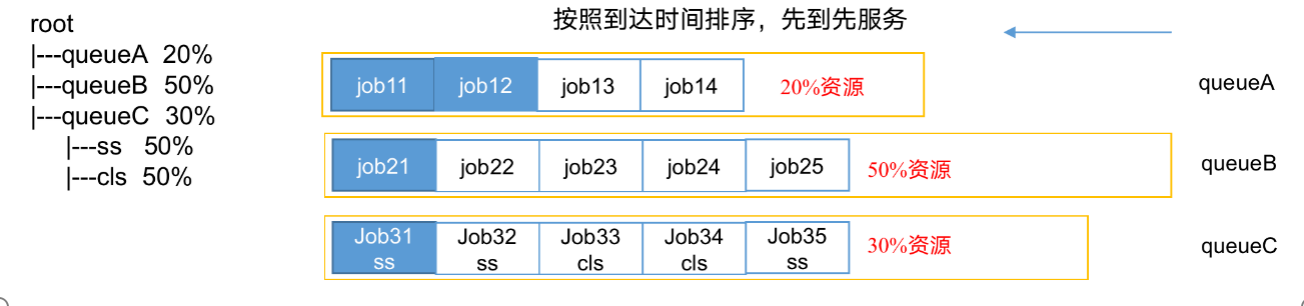 root
|---queueA 20%
|---queueB 50%
|---queueC 30%
|---ss 50%
|---cls 50%
按照到达时间排序，先到先服务
job11 job12 job13 job14 20%资源 queueA
job21 job22 job23 job24 job25 50%资源 queueB
Job31 Job32 Job33 Job34 Job35 30%资源 queueC
ss ss cls cls ss